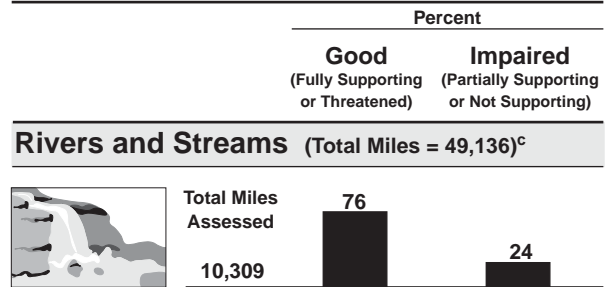 Percent
Good Impaired
(Fully Supporting (Partially Supporting
or Threatened) or Not Supporting)
Rivers and Streams (Total Miles = 49,136)c
Total Miles
Assessed
76
24
10,309